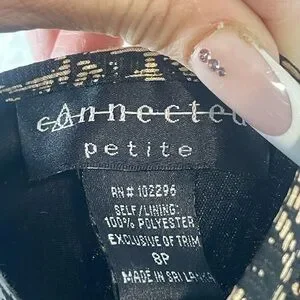 connected
petite
RN# 102296
SELF/LINING:
100% POLYESTER
EXCLUSIVE OF TRIM
8P
MADE IN SRI LANKA